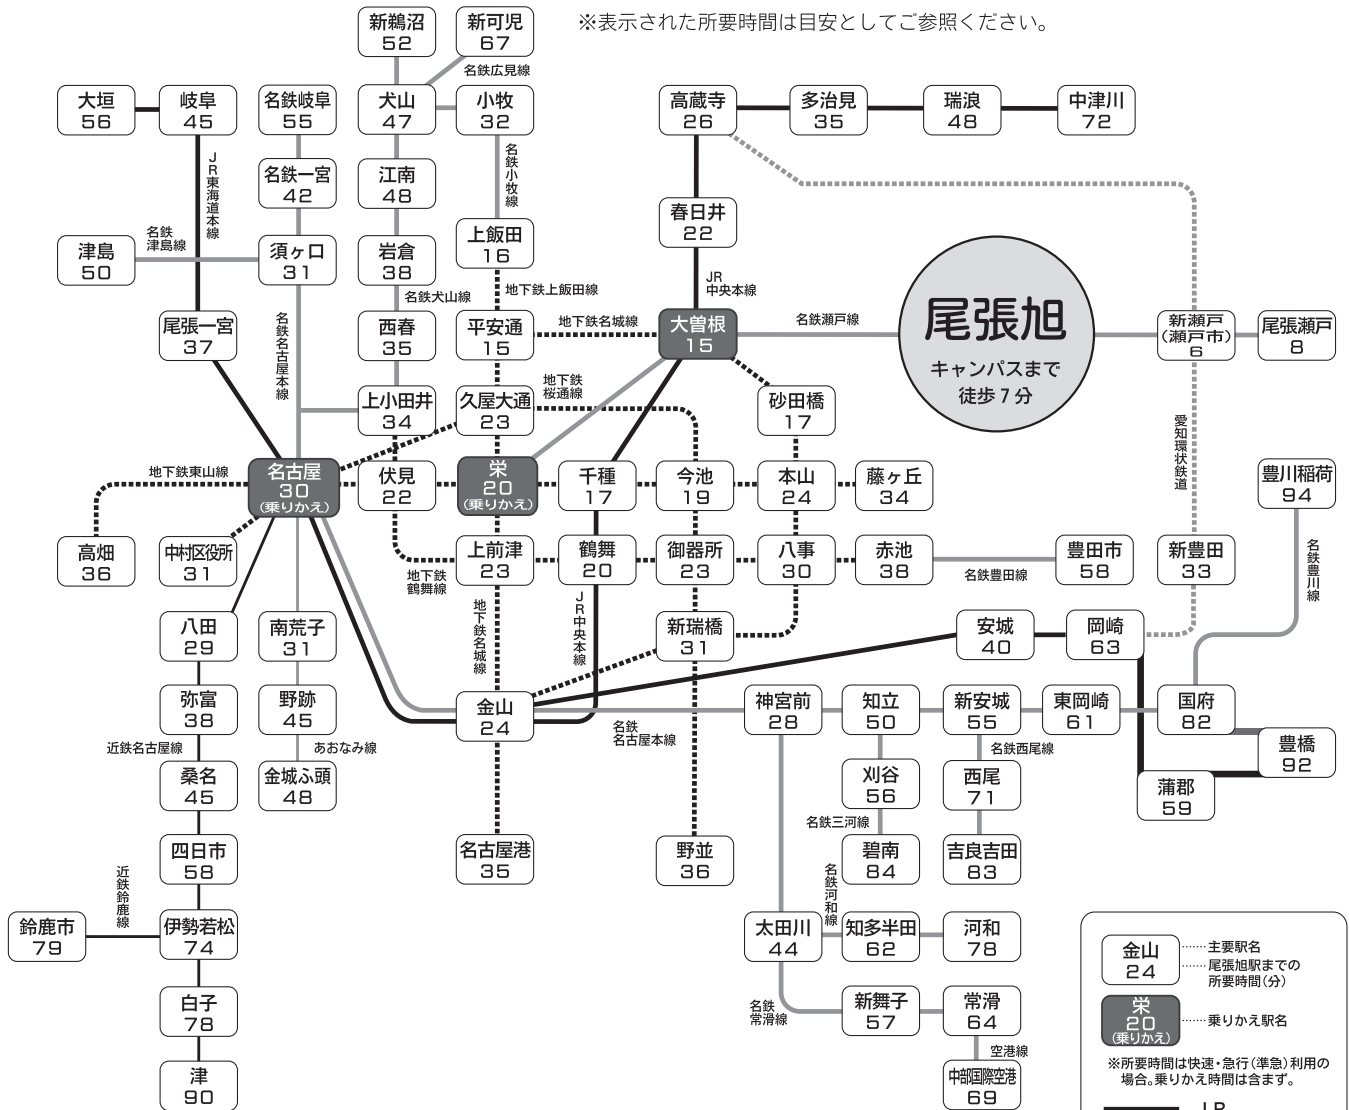 ※表示された所要時間は目安としてご参照ください。
新鵜沼
52
新可児
67
名鉄広見線
大垣
56
岐阜
45
名鉄岐阜
55
犬山
47
小牧
32
高蔵寺
26
多治見
35
瑞浪
48
中津川
72
JR東海道本線
名鉄小牧線
名鉄一宮
42
江南
48
春日井
22
名鉄
津島線
津島
50
須ヶ口
31
岩倉
38
上飯田
16
名鉄犬山線
地下鉄上飯田線
JR
中央本線
尾張一宮
37
名鉄名古屋本線
西春
35
平安通
15
地下鉄名城線
大曽根
15
名鉄瀬戸線
尾張旭
キャンパスまで
徒歩7分
新瀬戸
(瀬戸市)
6
尾張瀬戸
8
上小田井
34
久屋大通
23
地下鉄
桜通線
砂田橋
17
愛知環状鉄道
地下鉄東山線
名古屋
30
(乗りかえ)
伏見
22
栄
20
(乗りかえ)
千種
17
今池
19
本山
24
藤ヶ丘
34
豊川稲荷
94
高畑
36
中村区役所
31
地下鉄
鶴舞線
上前津
23
鶴舞
20
御器所
23
八事
30
赤池
38
名鉄豊田線
豊田市
58
新豊田
33
名鉄豊川線
八田
29
南荒子
31
地下鉄名城線
JR中央本線
新瑞橋
31
安城
40
岡崎
63
弥富
38
野跡
45
金山
24
名鉄
名古屋本線
神宮前
28
知立
50
新安城
55
東岡崎
61
国府
82
近鉄名古屋線
あおなみ線
名鉄西尾線
豊橋
92
桑名
45
金城ふ頭
48
刈谷
56
西尾
71
蒲郡
59
名鉄三河線
四日市
58
名古屋港
35
野並
36
碧南
84
吉良吉田
83
近鉄鈴鹿線
名鉄河和線
鈴鹿市
79
伊勢若松
74
太田川
44
知多半田
62
河和
78
白子
78
名鉄
常滑線
新舞子
57
常滑
64
空港線
津
90
中部国際空港
69
金山
24
主要駅名
尾張旭駅までの
所要時間(分)
栄
20
(乗りかえ)
乗りかえ駅名
※所要時間は快速・急行(準急)利用の
場合。乗りかえ時間は含まず。
JR